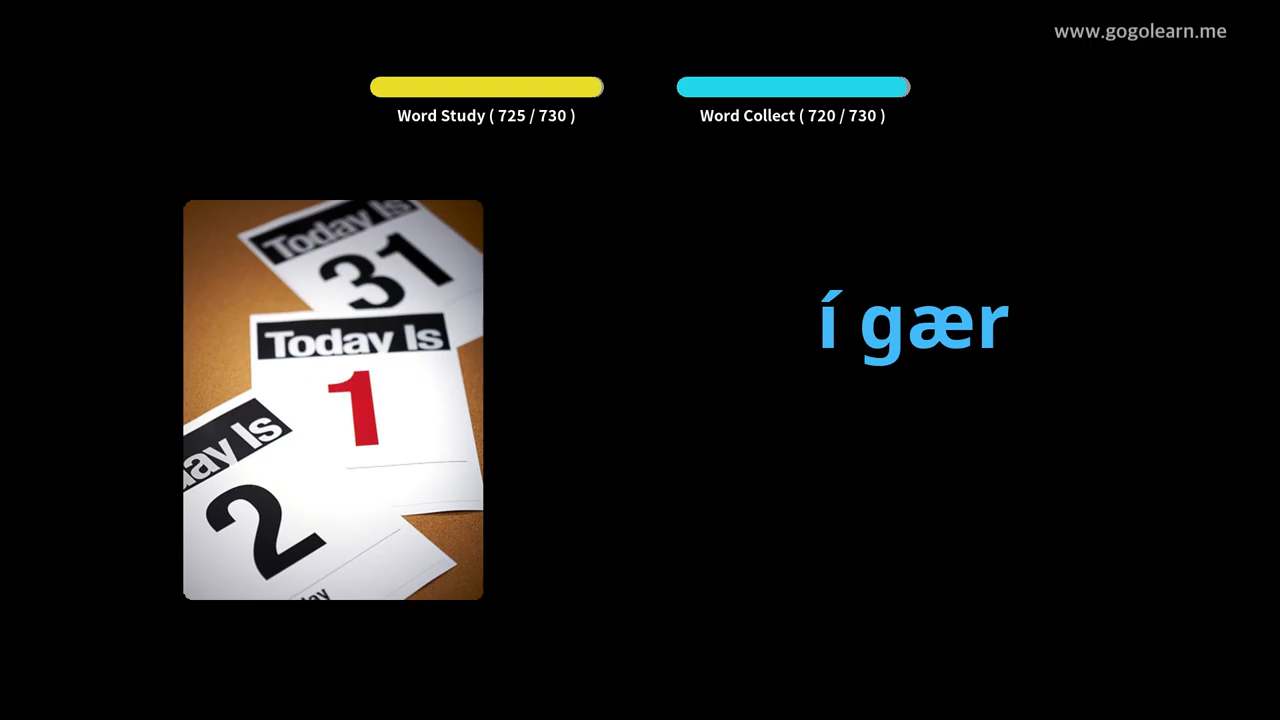 www.gogolearn.me
Word Study ( 725 / 730 )
Word Collect ( 720 / 730 )
Today Is
31
Today Is
1
ay Is
2
í gær